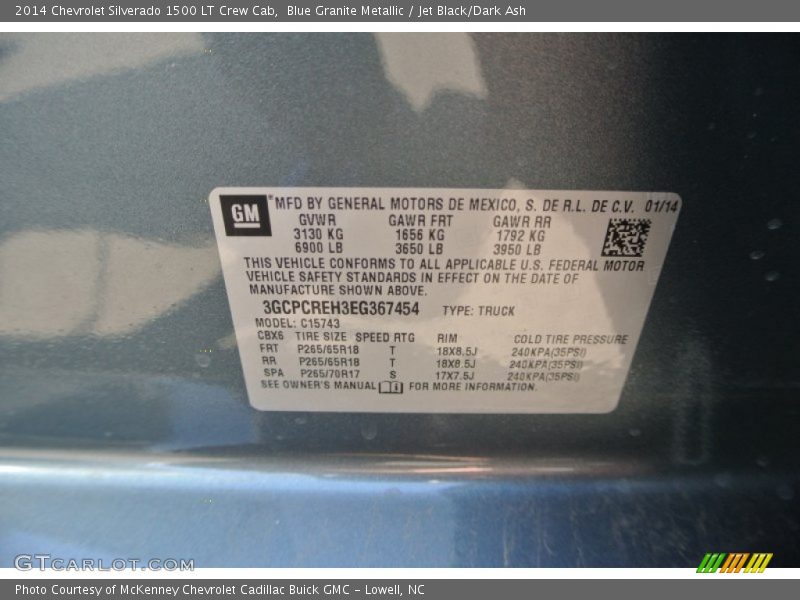 2014 Chevrolet Silverado 1500 LT Crew Cab, Blue Granite Metallic / Jet Black/Dark Ash
GM
MFD BY GENERAL MOTORS DE MEXICO, S. DE R.L. DE C.V. 01/14
GVWR GAWR FRT GAWR RR
3130 KG 1656 KG 1792 KG
6900 LB 3650 LB 3950 LB
THIS VEHICLE CONFORMS TO ALL APPLICABLE U.S. FEDERAL MOTOR
VEHICLE SAFETY STANDARDS IN EFFECT ON THE DATE OF
MANUFACTURE SHOWN ABOVE.
3GCPCREH3EG367454 TYPE: TRUCK
MODEL: C15743
CBX6 TIRE SIZE SPEED RTG RIM COLD TIRE PRESSURE
FRT P265/65R18 T 18X8.5J 240KPA(35PSI)
RR P265/65R18 T 18X8.5J 240KPA(35PSI)
SPA P265/70R17 S 17X7.5J 240KPA(35PSI)
SEE OWNER'S MANUAL FOR MORE INFORMATION.
GTCARLOT.COM
Photo Courtesy of McKenney Chevrolet Cadillac Buick GMC - Lowell, NC